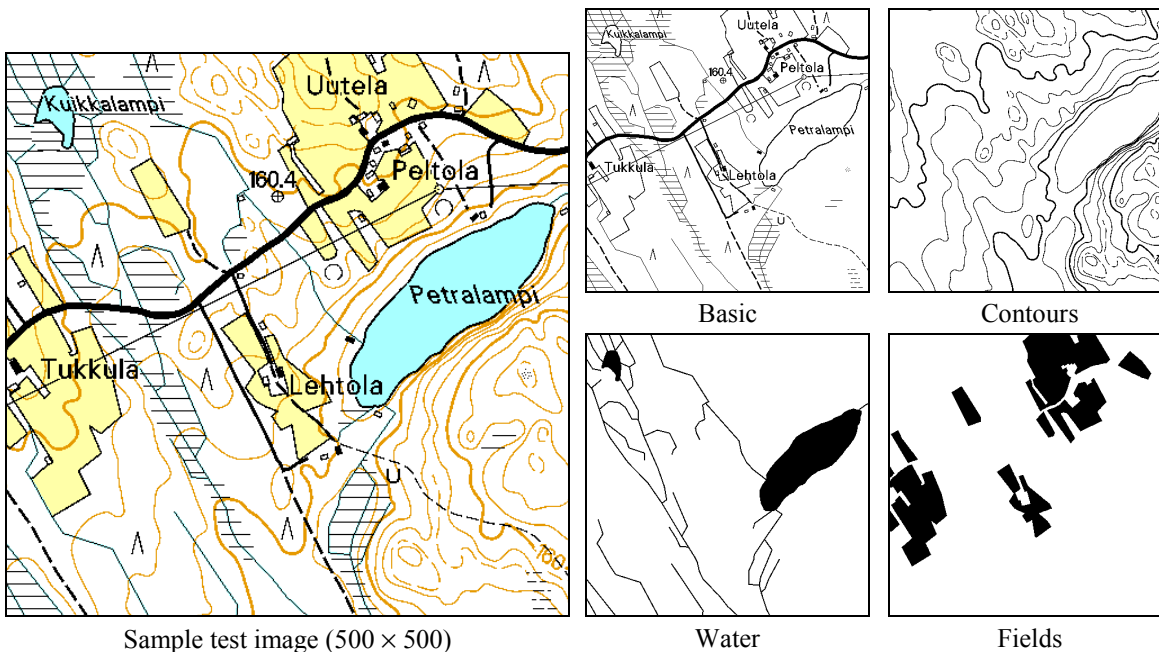 Kuikkalampi
Uutela
160.4
Peltola
Petralampi
Tukkula
Lehtola
U
160
Sample test image (500 × 500)
Kuikkalampi
Uutela
160.4
Peltola
Petralampi
Tukkula
Lehtola
U
Basic
Contours
Water
Fields